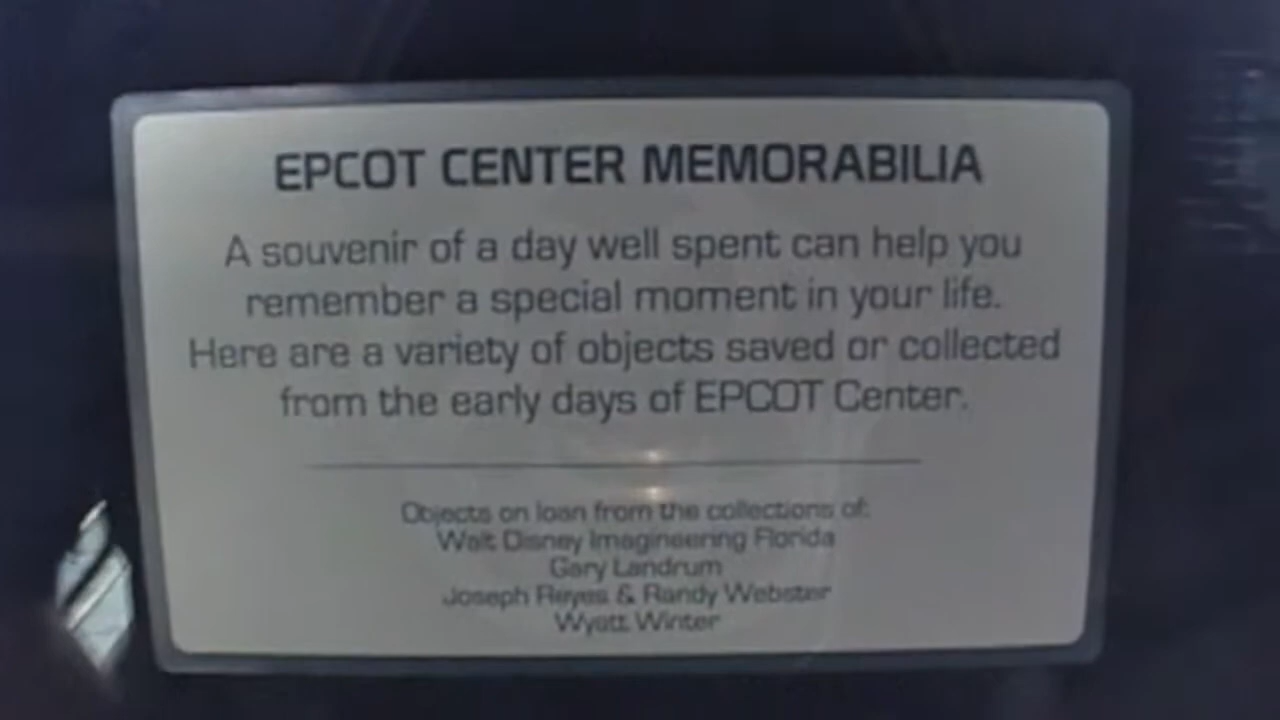 EPCOT CENTER MEMORABILIA
A souvenir of a day well spent can help you
remember a special moment in your life.
Here are a variety of objects saved or collected
from the early days of EPCOT Center.
Objects on loan from the collections of:
Walt Disney Imagineering Florida
Gary Landrum
Joseph Reyes & Randy Webster
Wyatt Winter